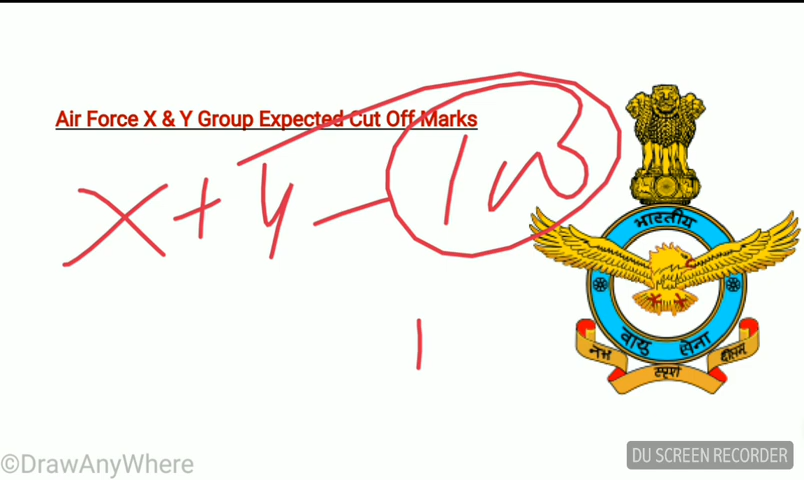 Air Force X & Y Group Expected Cut Off Marks
X + Y -
भारतीय
वायु सेना
नभः स्पृशं दीप्तम्
©DrawAnyWhere
DU SCREEN RECORDER